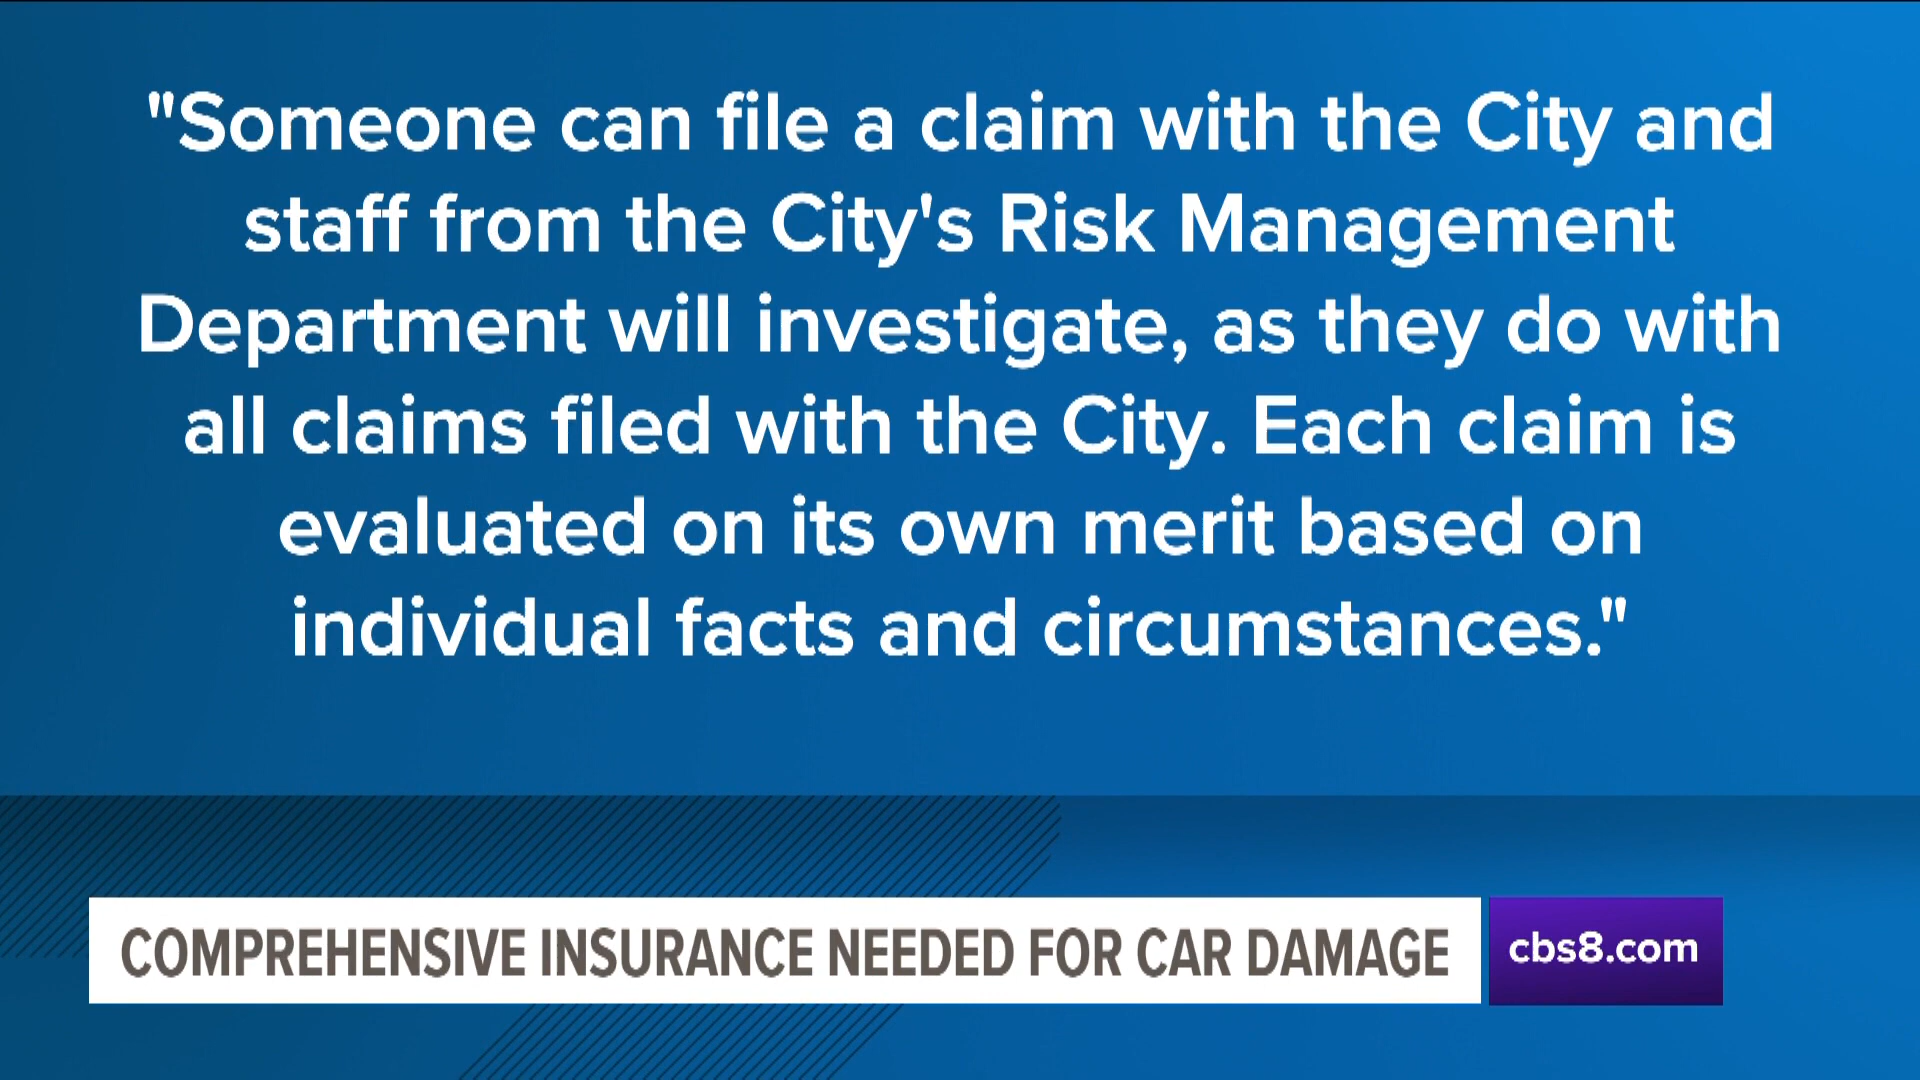 "Someone can file a claim with the City and
staff from the City's Risk Management
Department will investigate, as they do with
all claims filed with the City. Each claim is
evaluated on its own merit based on
individual facts and circumstances."
COMPREHENSIVE INSURANCE NEEDED FOR CAR DAMAGE
cbs8.com